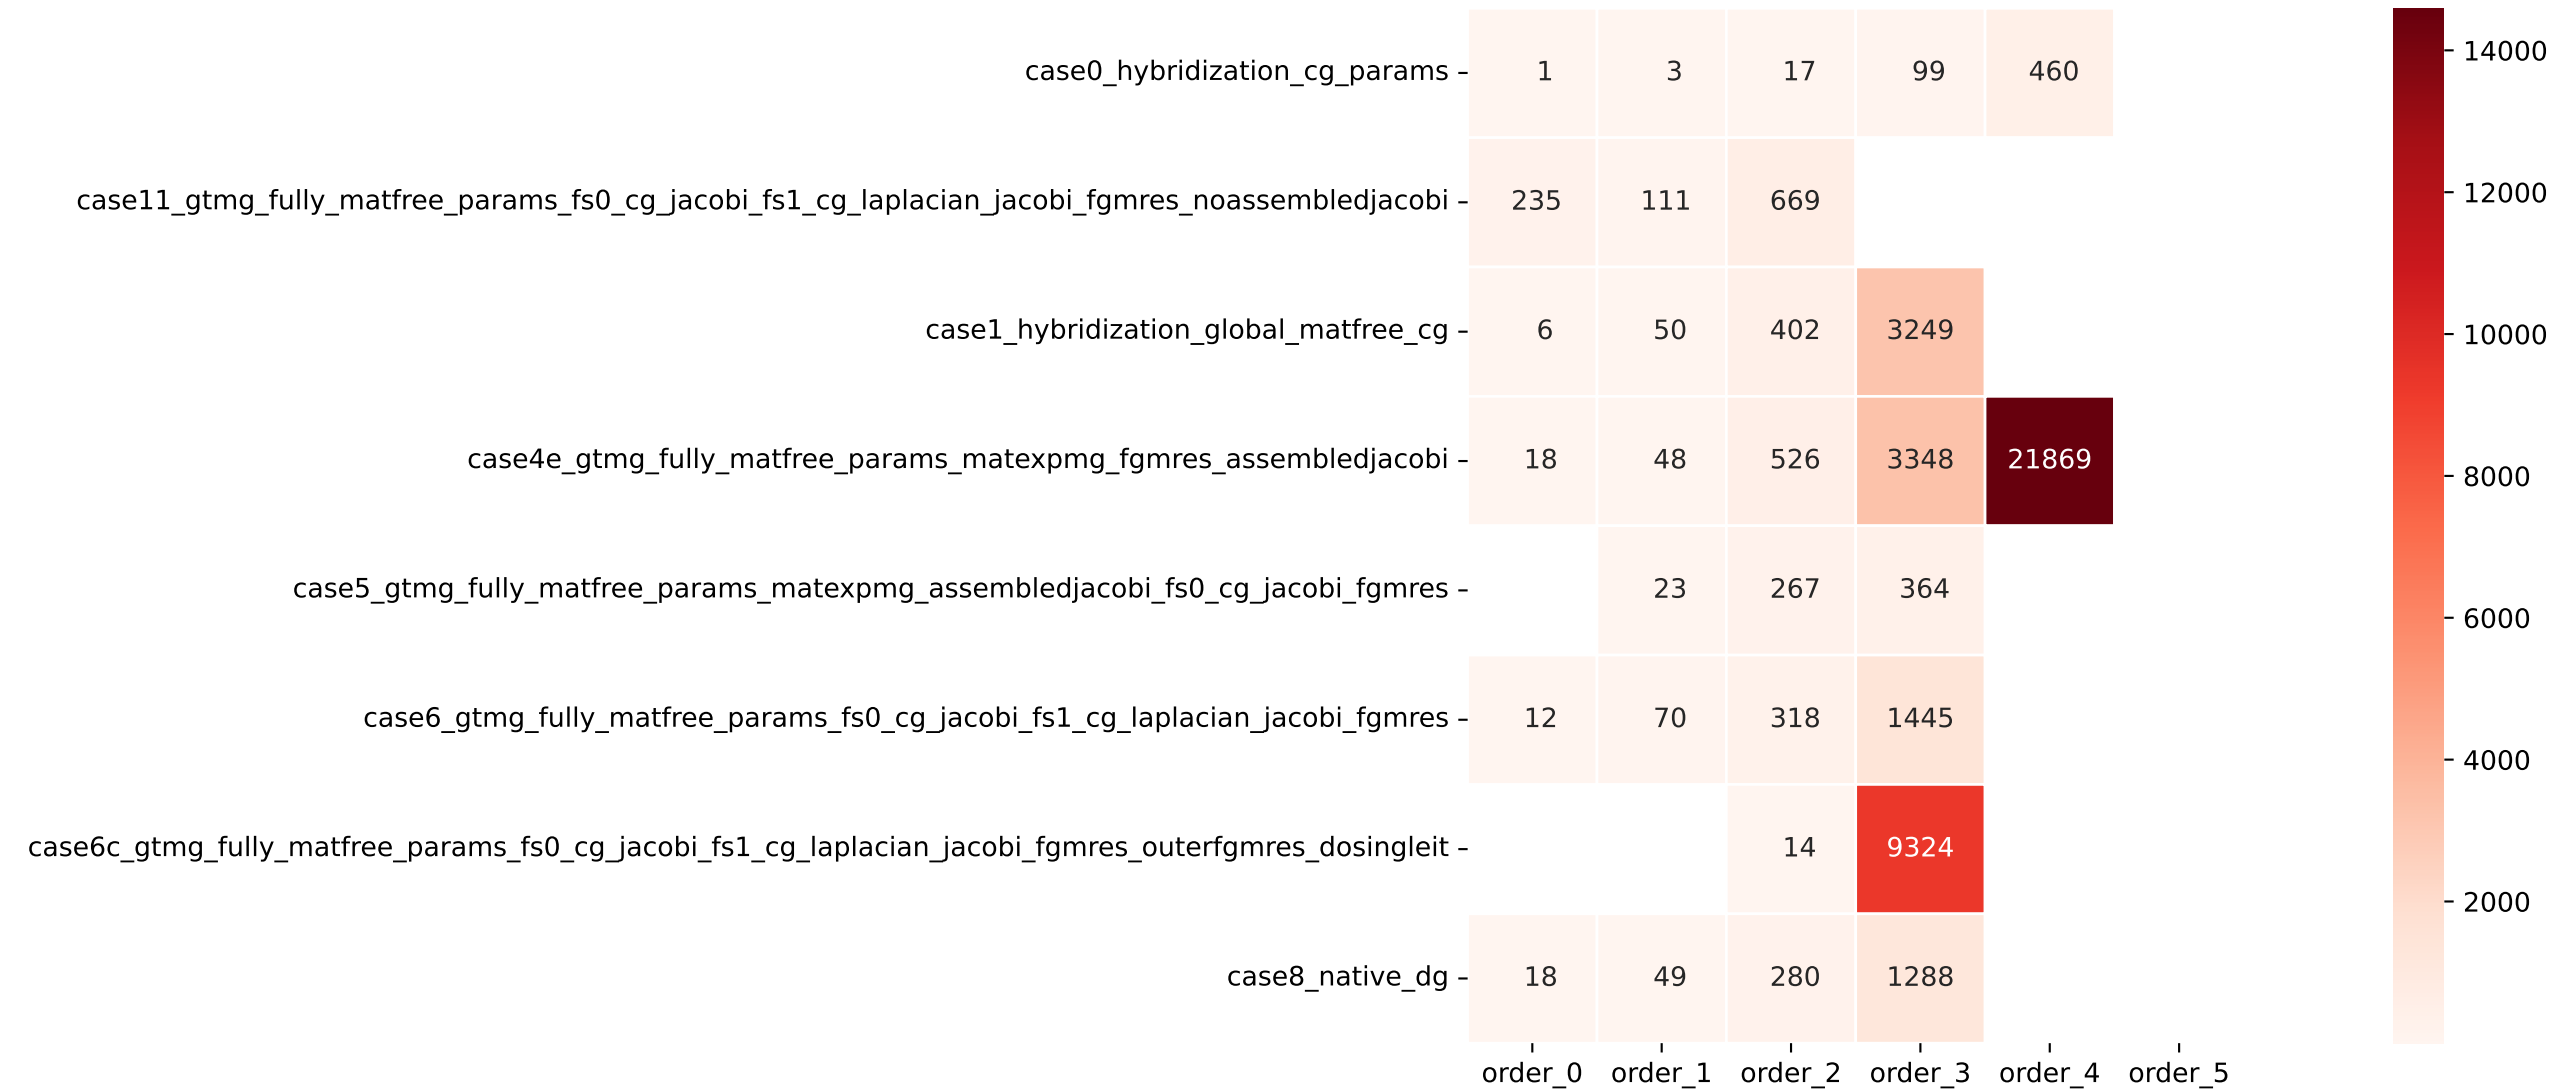 case0_hybridization_cg_params 1 3 17 99 460
case11_gtmg_fully_matfree_params_fs0_cg_jacobi_fs1_cg_laplacian_jacobi_fgmres_noassembledjacobi 235 111 669
case1_hybridization_global_matfree_cg 6 50 402 3249
case4e_gtmg_fully_matfree_params_matexpmg_fgmres_assembledjacobi 18 48 526 3348 21869
case5_gtmg_fully_matfree_params_matexpmg_assembledjacobi_fs0_cg_jacobi_fgmres 23 267 364
case6_gtmg_fully_matfree_params_fs0_cg_jacobi_fs1_cg_laplacian_jacobi_fgmres 12 70 318 1445
case6c_gtmg_fully_matfree_params_fs0_cg_jacobi_fs1_cg_laplacian_jacobi_fgmres_outerfgmres_dosingleit 14 9324
case8_native_dg 18 49 280 1288
order_0 order_1 order_2 order_3 order_4 order_5
14000
12000
10000
8000
6000
4000
2000